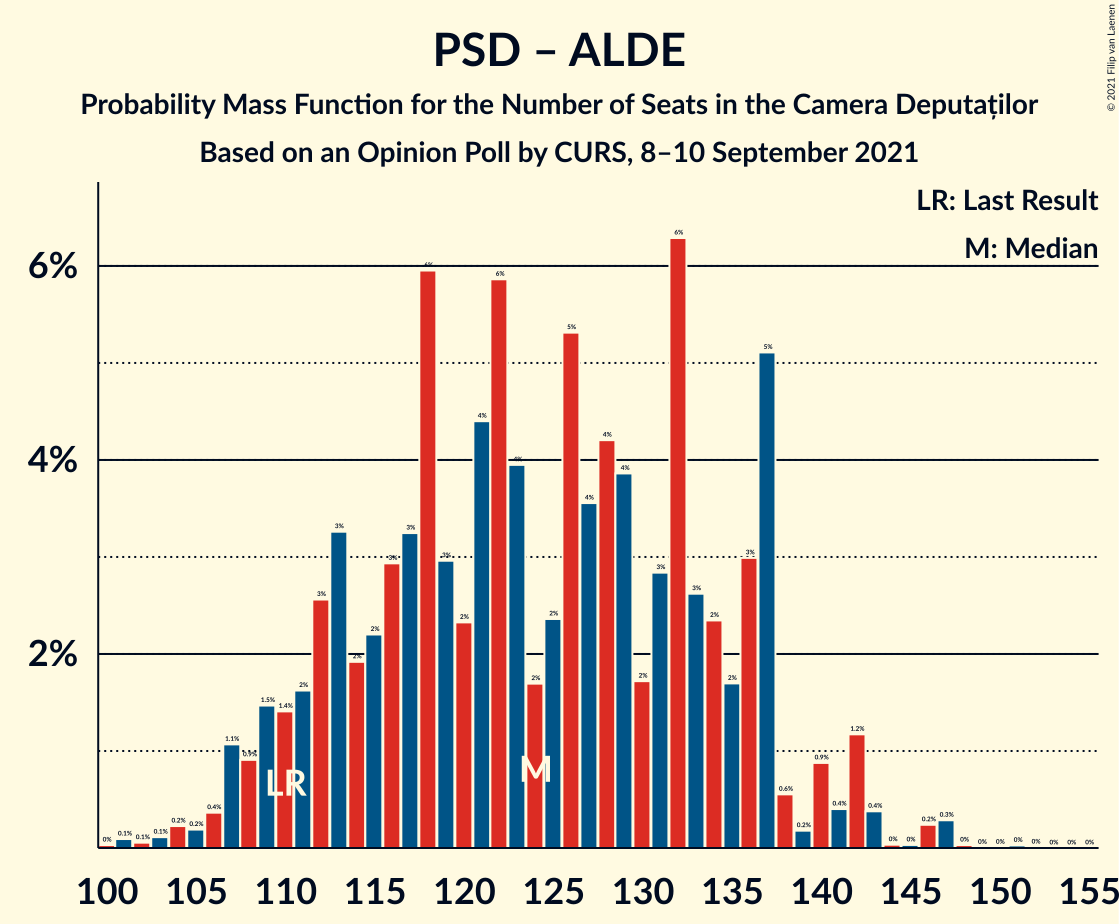 PSD – ALDE
Probability Mass Function for the Number of Seats in the Camera Deputaților
Based on an Opinion Poll by CURS, 8–10 September 2021
© 2021 Filip van Laenen
LR: Last Result
M: Median
6%
4%
2%
0% 0.1% 0.1% 0.1% 0.2% 0.2% 0.4% 1.1% 0.9% 1.5% 1.4% 2% 3% 3% 2% 2% 3% 3% 6% 3% 2% 4% 6% 4% 2% 2% 5% 4% 4% 4% 2% 3% 6% 3% 2% 2% 3% 5% 0.6% 0.2% 0.9% 0.4% 1.2% 0.4% 0% 0% 0.2% 0.3% 0% 0% 0% 0% 0% 0% 0% 0%
LR
M
100 105 110 115 120 125 130 135 140 145 150 155